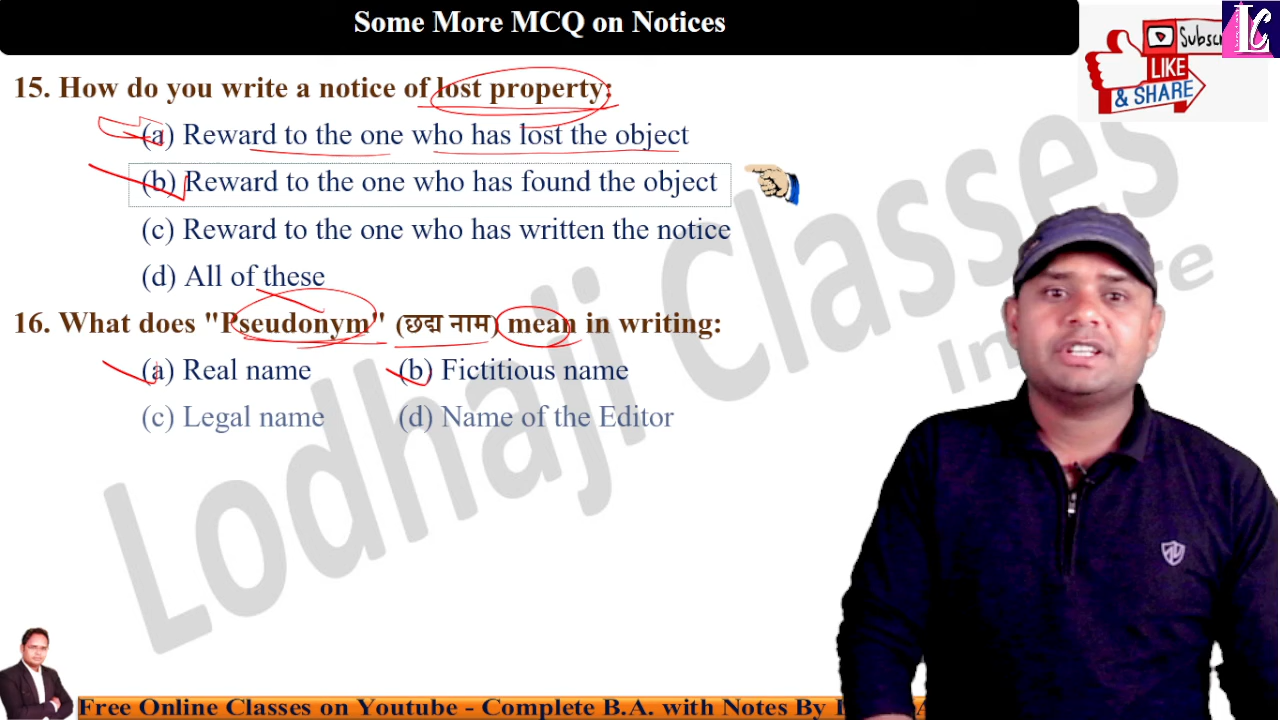 Some More MCQ on Notices
Subscr
LIKE
& SHARE
LC
15. How do you write a notice of lost property:
(a) Reward to the one who has lost the object
(b) Reward to the one who has found the object
(c) Reward to the one who has written the notice
(d) All of these
16. What does "Pseudonym" (छद्म नाम) mean in writing:
(a) Real name (b) Fictitious name
(c) Legal name (d) Name of the Editor
Lodhaji Classes
Free Online Classes on Youtube - Complete B.A. with Notes By